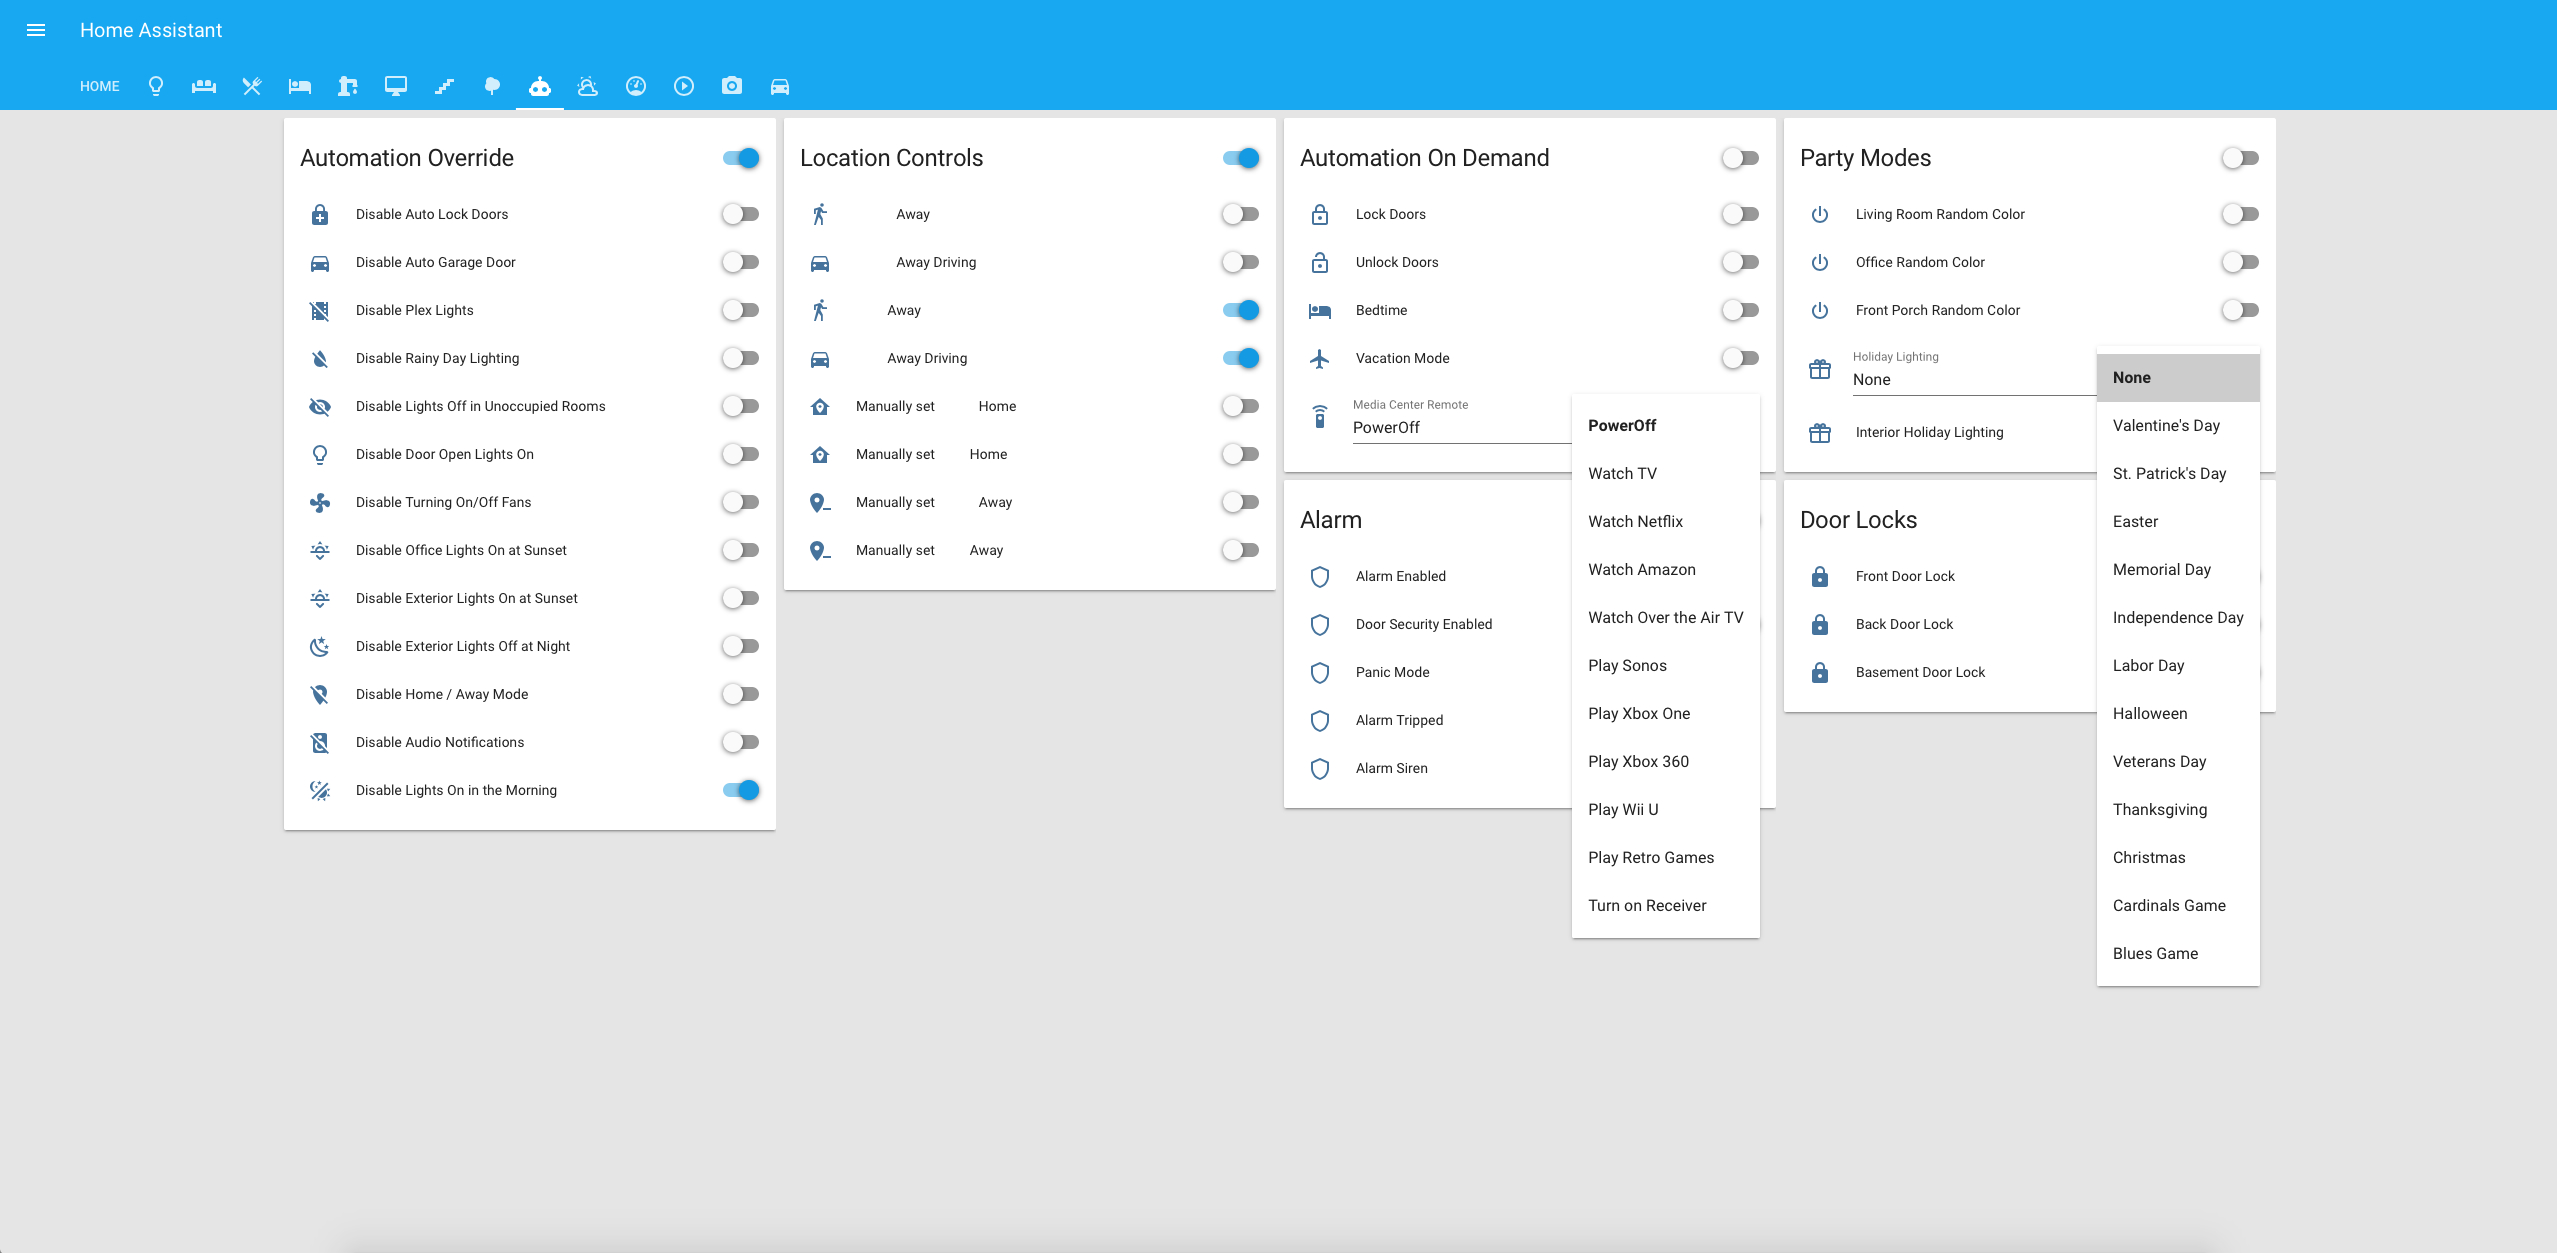 Home Assistant
HOME
Automation Override
Disable Auto Lock Doors
Disable Auto Garage Door
Disable Plex Lights
Disable Rainy Day Lighting
Disable Lights Off in Unoccupied Rooms
Disable Door Open Lights On
Disable Turning On/Off Fans
Disable Office Lights On at Sunset
Disable Exterior Lights On at Sunset
Disable Exterior Lights Off at Night
Disable Home / Away Mode
Disable Audio Notifications
Disable Lights On in the Morning
Location Controls
Away
Away Driving
Away
Away Driving
Manually set Home
Manually set Home
Manually set Away
Manually set Away
Automation On Demand
Lock Doors
Unlock Doors
Bedtime
Vacation Mode
Media Center Remote
PowerOff
PowerOff
Watch TV
Watch Netflix
Watch Amazon
Watch Over the Air TV
Play Sonos
Play Xbox One
Play Xbox 360
Play Wii U
Play Retro Games
Turn on Receiver
Alarm
Alarm Enabled
Door Security Enabled
Panic Mode
Alarm Tripped
Alarm Siren
Party Modes
Living Room Random Color
Office Random Color
Front Porch Random Color
Holiday Lighting
None
Interior Holiday Lighting
None
Valentine's Day
St. Patrick's Day
Easter
Memorial Day
Independence Day
Labor Day
Halloween
Veterans Day
Thanksgiving
Christmas
Cardinals Game
Blues Game
Door Locks
Front Door Lock
Back Door Lock
Basement Door Lock